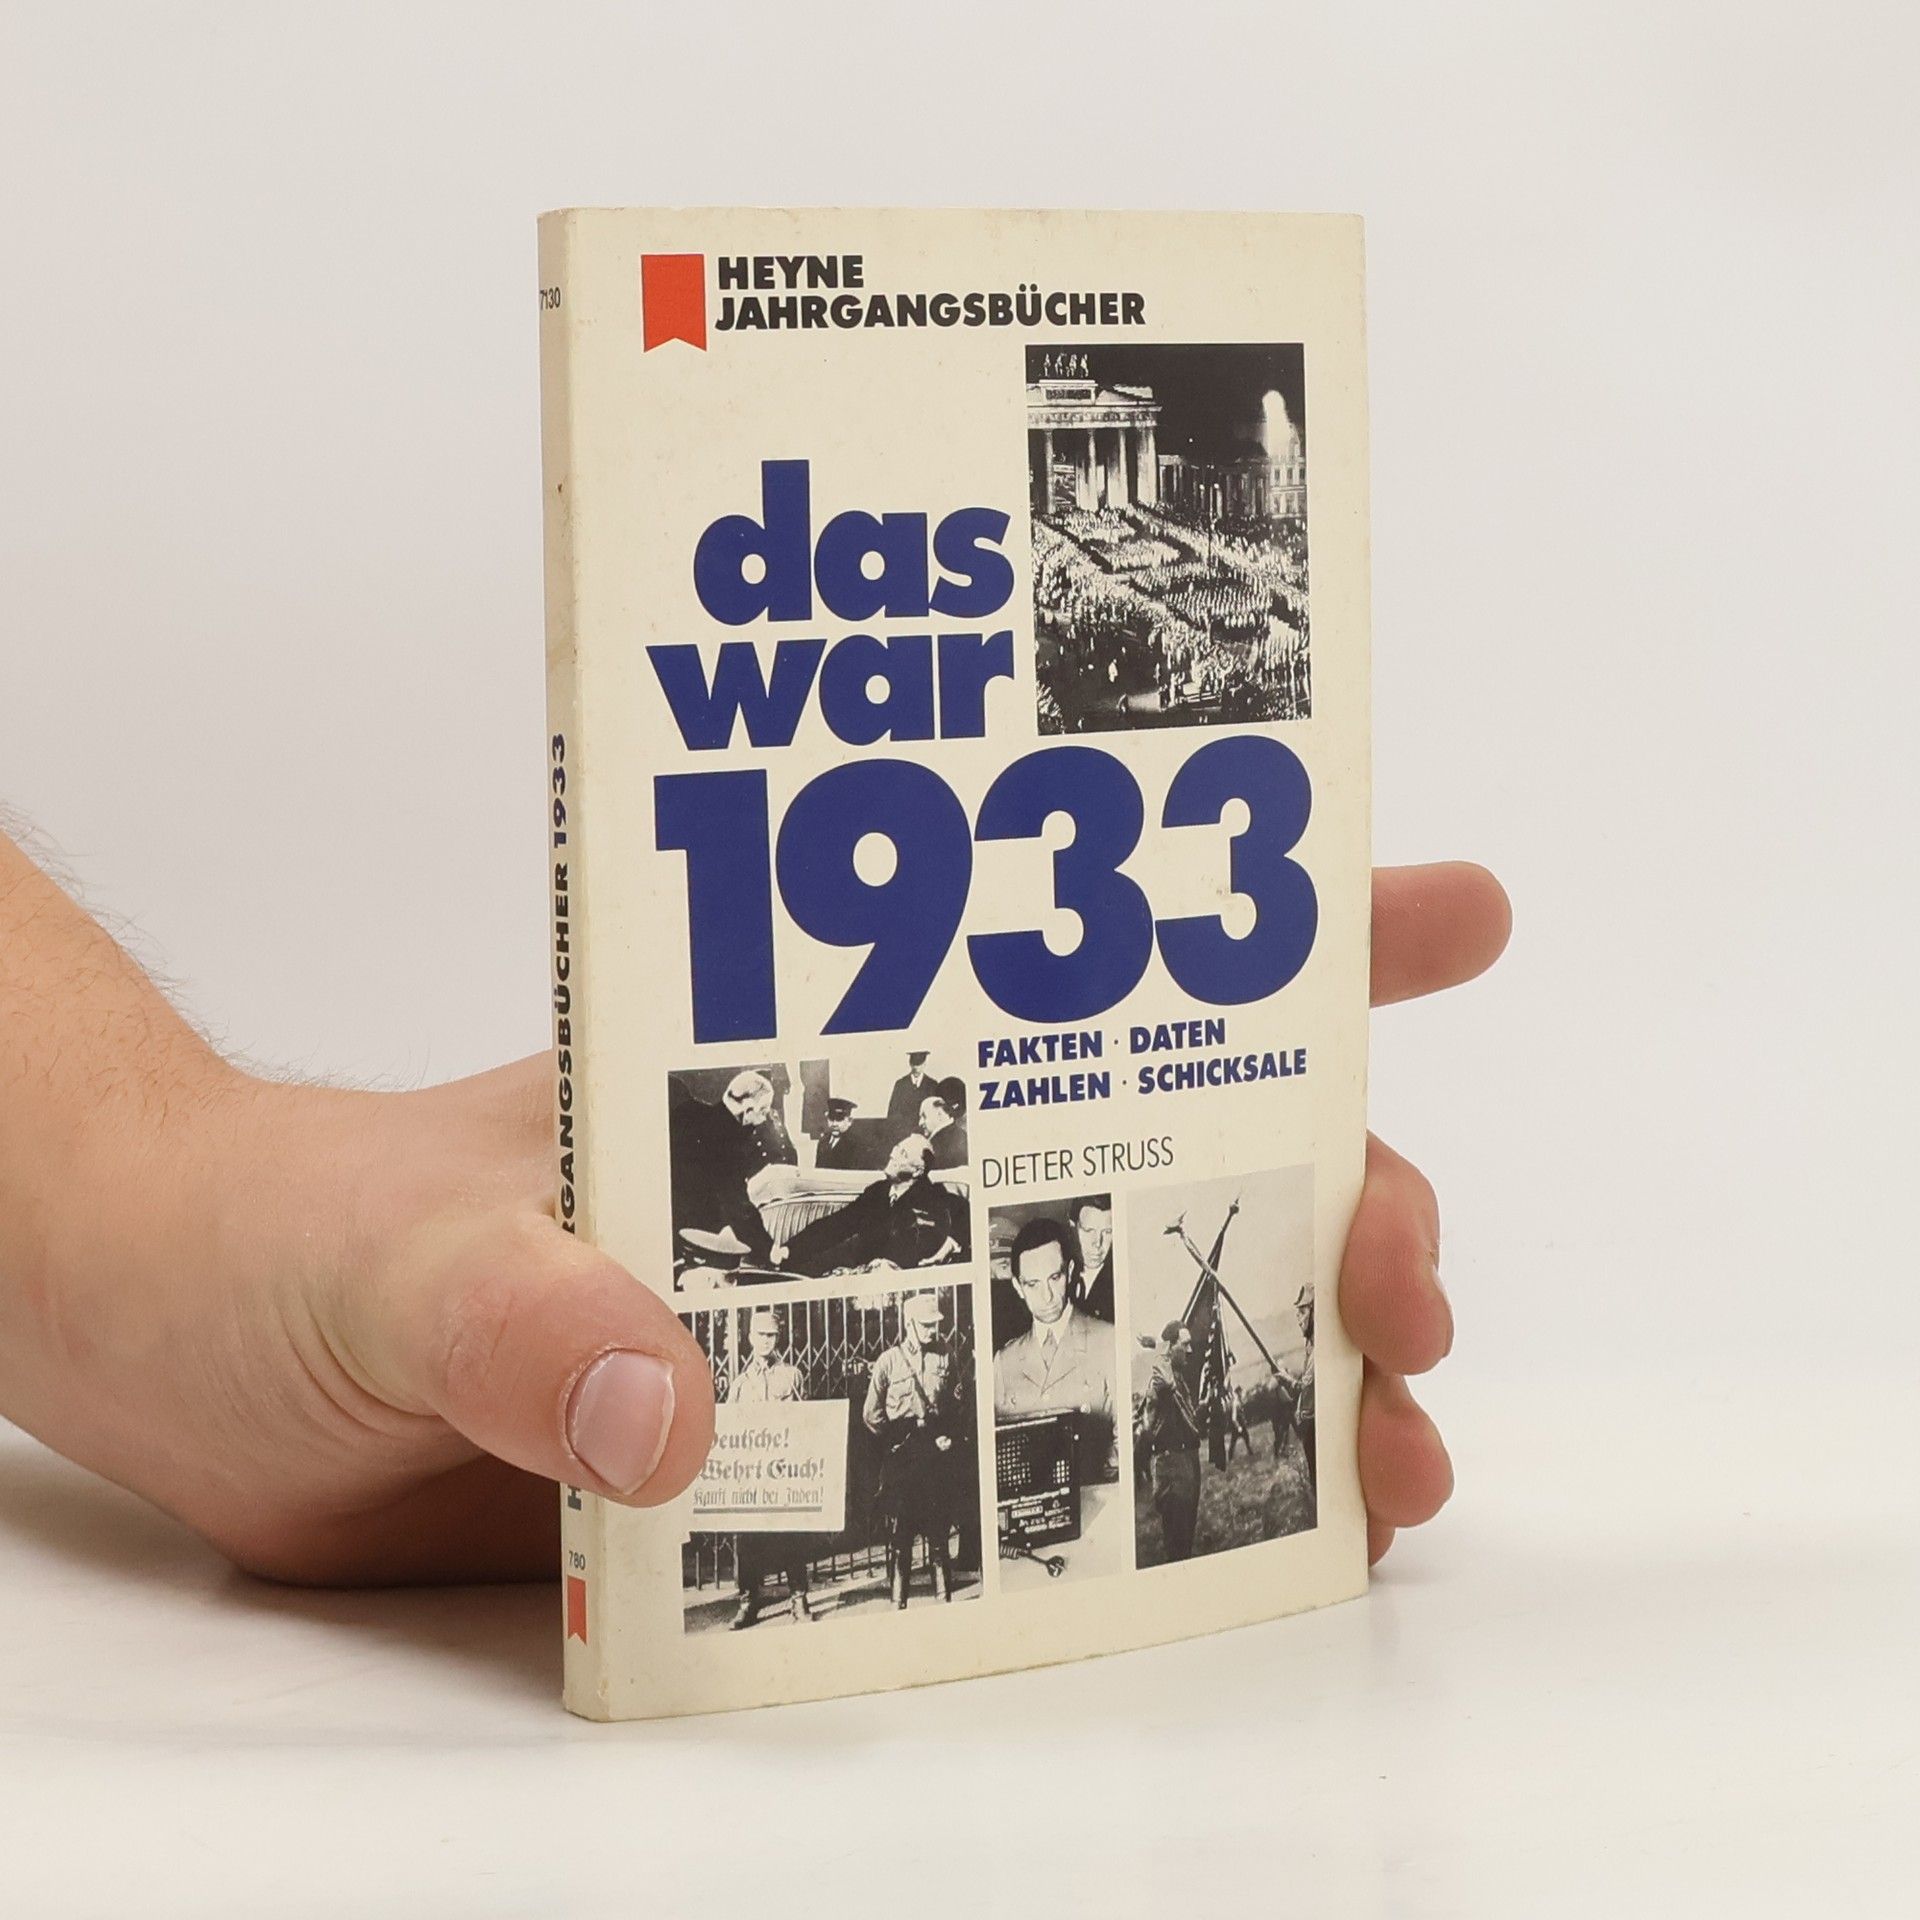 HEYNE
JAHRGANGSBÜCHER
das
war
1933
FAKTEN · DATEN
ZAHLEN · SCHICKSALE
DIETER STRUSS
Deutsche!
Wehrt Euch!
Kauft nicht bei Juden!
7130
RGANGSBÜCHER 1933
780